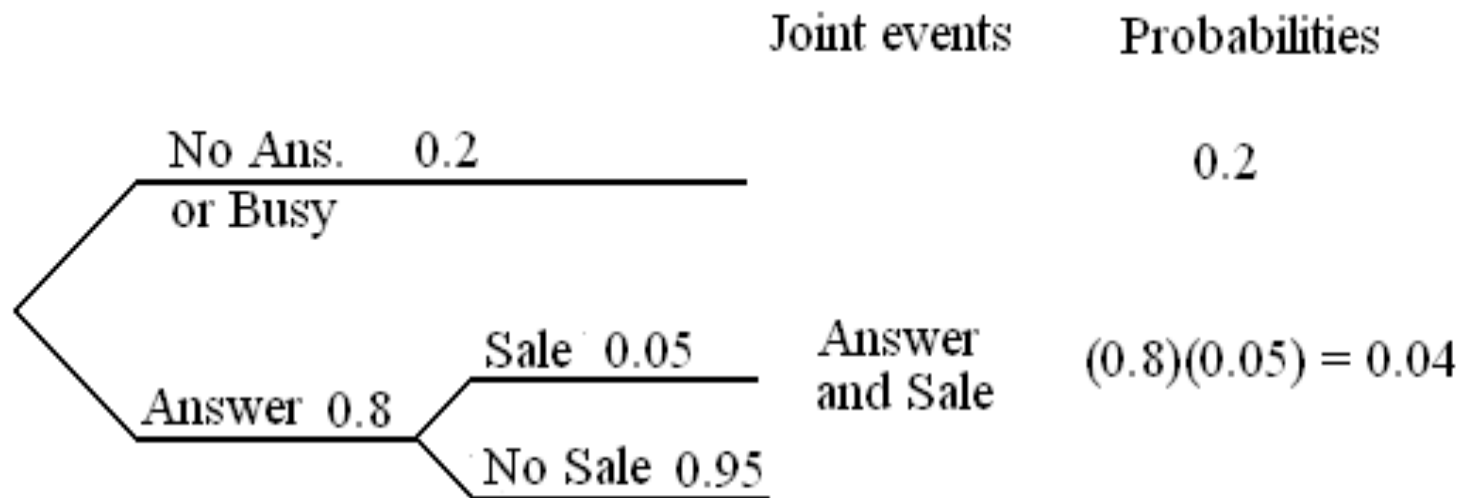 Joint events Probabilities
No Ans. 0.2 0.2
or Busy
Sale 0.05 Answer (0.8)(0.05) = 0.04
and Sale
Answer 0.8
No Sale 0.95